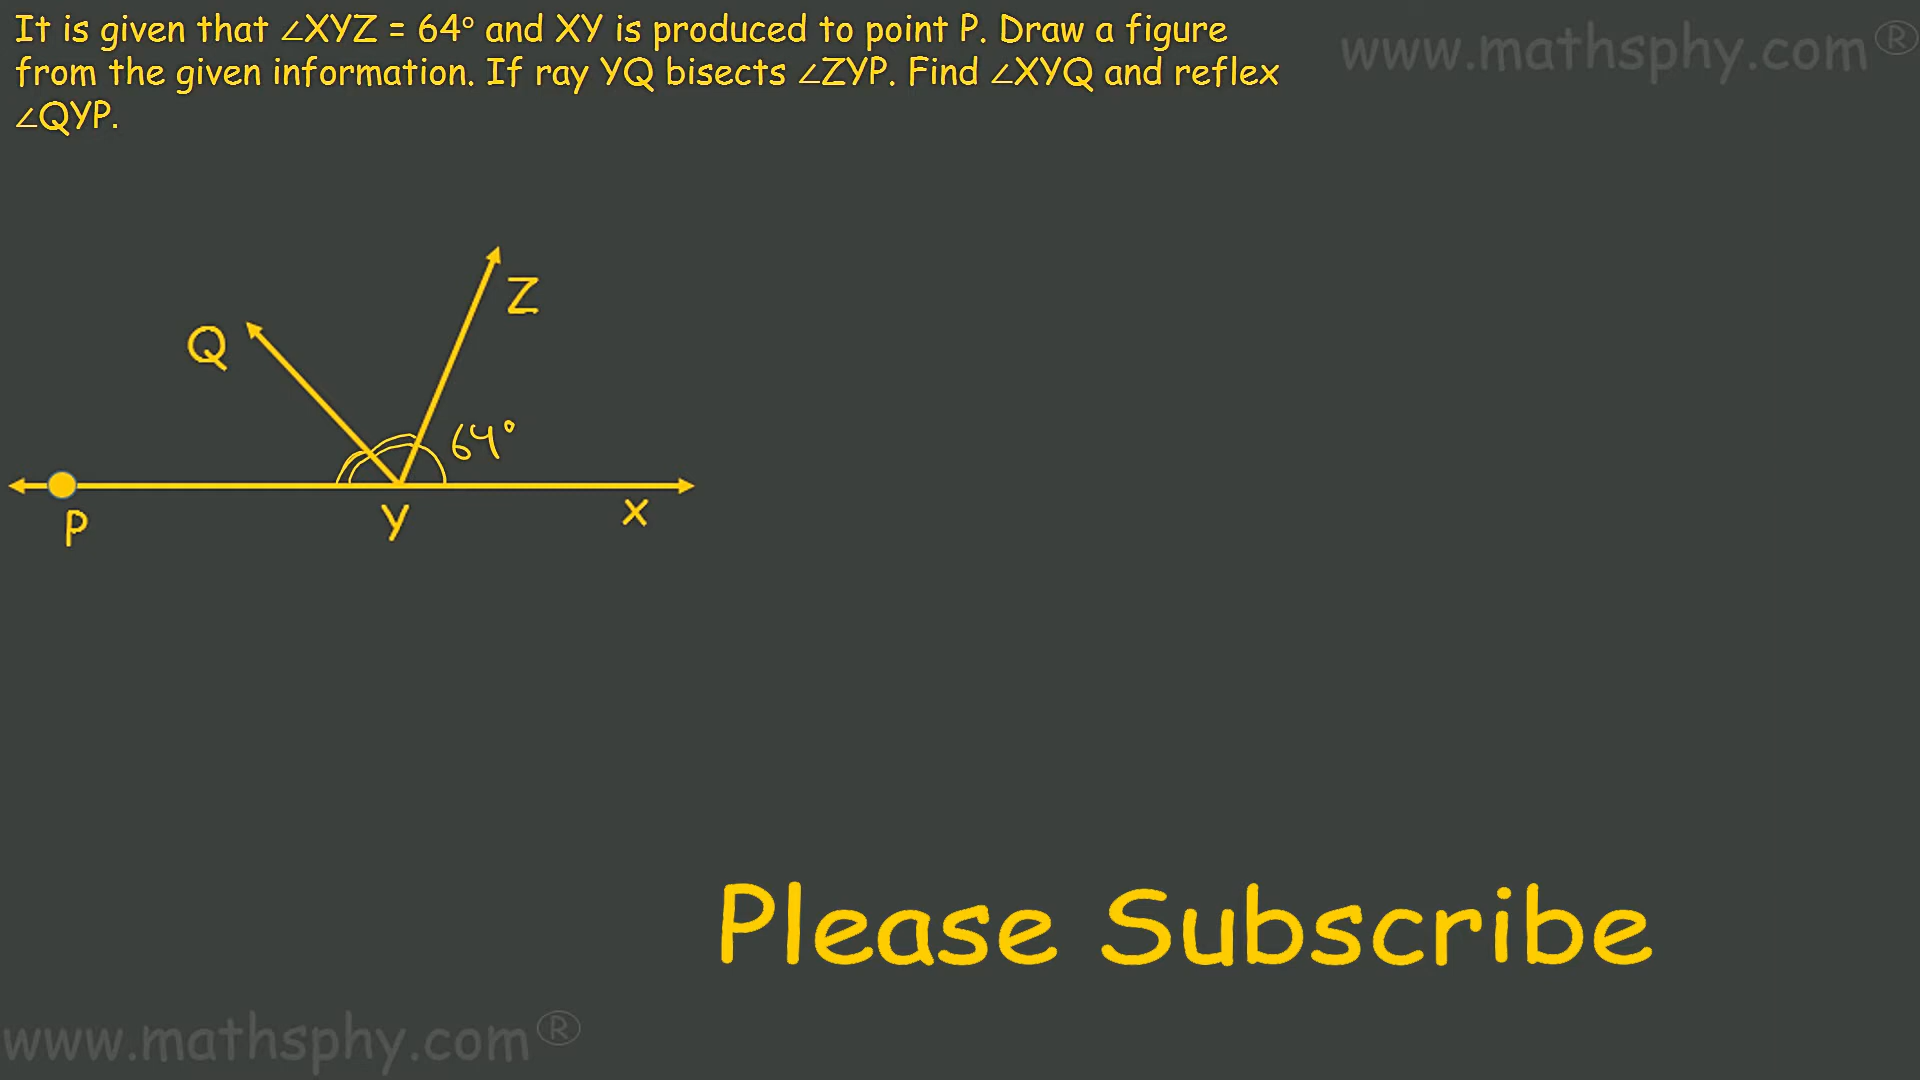 It is given that ∠XYZ = 64° and XY is produced to point P. Draw a figure
www.mathsphy.com®
from the given information. If ray YQ bisects ∠ZYP. Find ∠XYQ and reflex
∠QYP.
Z
Q
64°
P
Y
X
Please Subscribe
www.mathsphy.com®